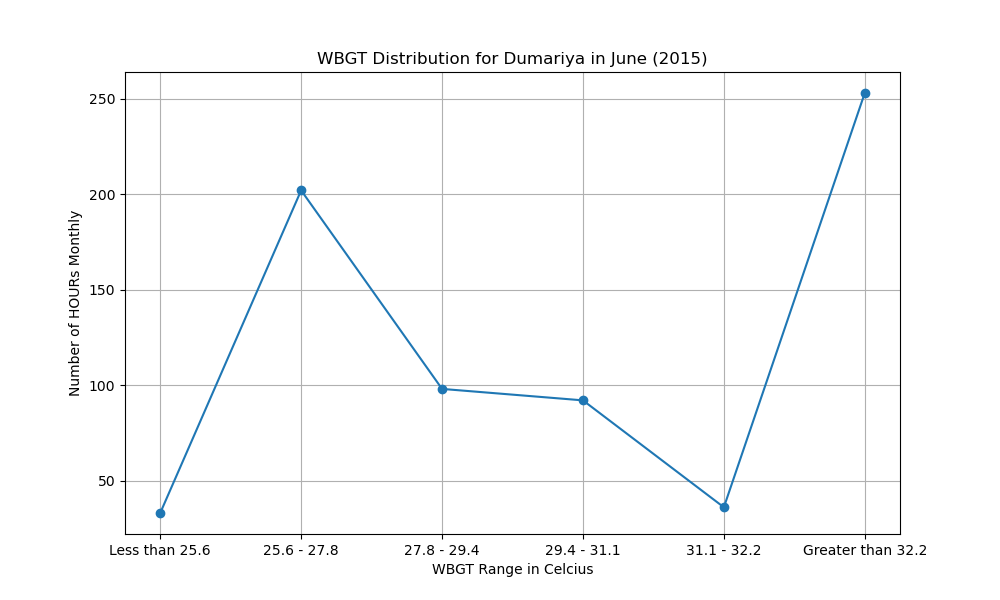 WBGT Distribution for Dumariya in June (2015)
250
200
150
100
50
Number of HOURs Monthly
Less than 25.6
25.6 - 27.8
27.8 - 29.4
29.4 - 31.1
31.1 - 32.2
Greater than 32.2
WBGT Range in Celcius